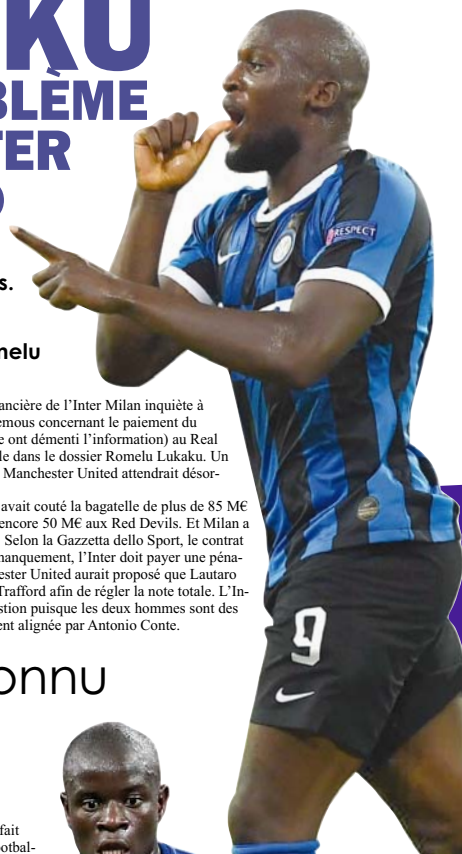 KU
BLÈME
TER
s.
melu
ancière de l’Inter Milan inquiète à
emous concernant le paiement du
e ont démenti l’information) au Real
le dans le dossier Romelu Lukaku. Un
Manchester United attendrait désor-
avait couté la bagatelle de plus de 85 M€
encore 50 M€ aux Red Devils. Et Milan a
Selon la Gazzetta dello Sport, le contrat
manquement, l’Inter doit payer une péna-
ester United aurait proposé que Lautaro
Trafford afin de régler la note totale. L’In-
stion puisque les deux hommes sont des
ent alignée par Antonio Conte.
RESPECT
9
onnu
fait
otbal-